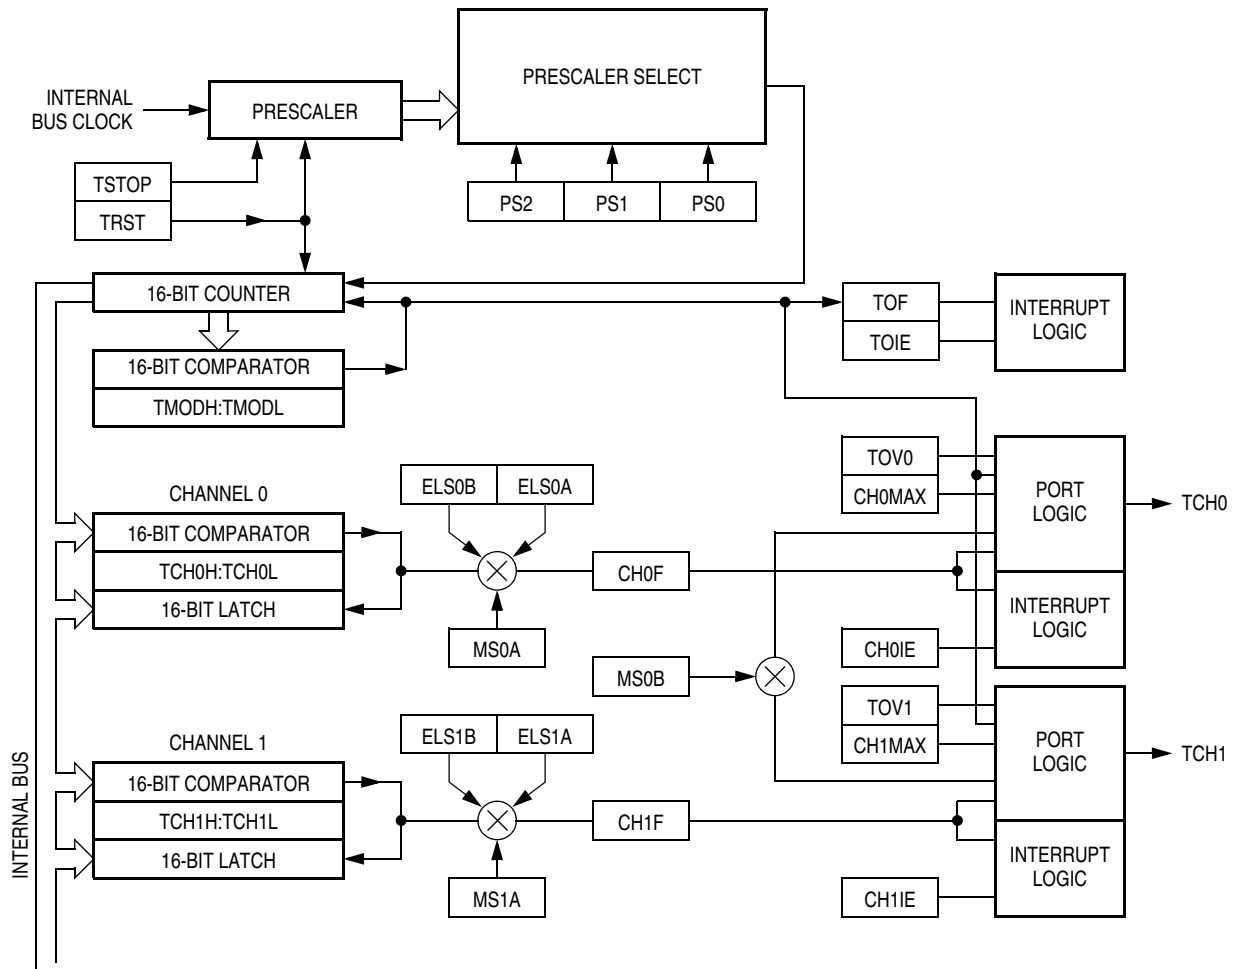 PRESCALER SELECT
INTERNAL
BUS CLOCK
PRESCALER
TSTOP
TRST
PS2 PS1 PS0
16-BIT COUNTER
16-BIT COMPARATOR
TMODH:TMODL
TOF
TOIE
INTERRUPT
LOGIC
CHANNEL 0
16-BIT COMPARATOR
TCH0H:TCH0L
16-BIT LATCH
ELS0B ELS0A
MS0A
CH0F
TOV0
CH0MAX
PORT
LOGIC
TCH0
INTERRUPT
LOGIC
CH0IE
MS0B
CHANNEL 1
16-BIT COMPARATOR
TCH1H:TCH1L
16-BIT LATCH
ELS1B ELS1A
MS1A
CH1F
TOV1
CH1MAX
PORT
LOGIC
TCH1
INTERRUPT
LOGIC
CH1IE
INTERNAL BUS